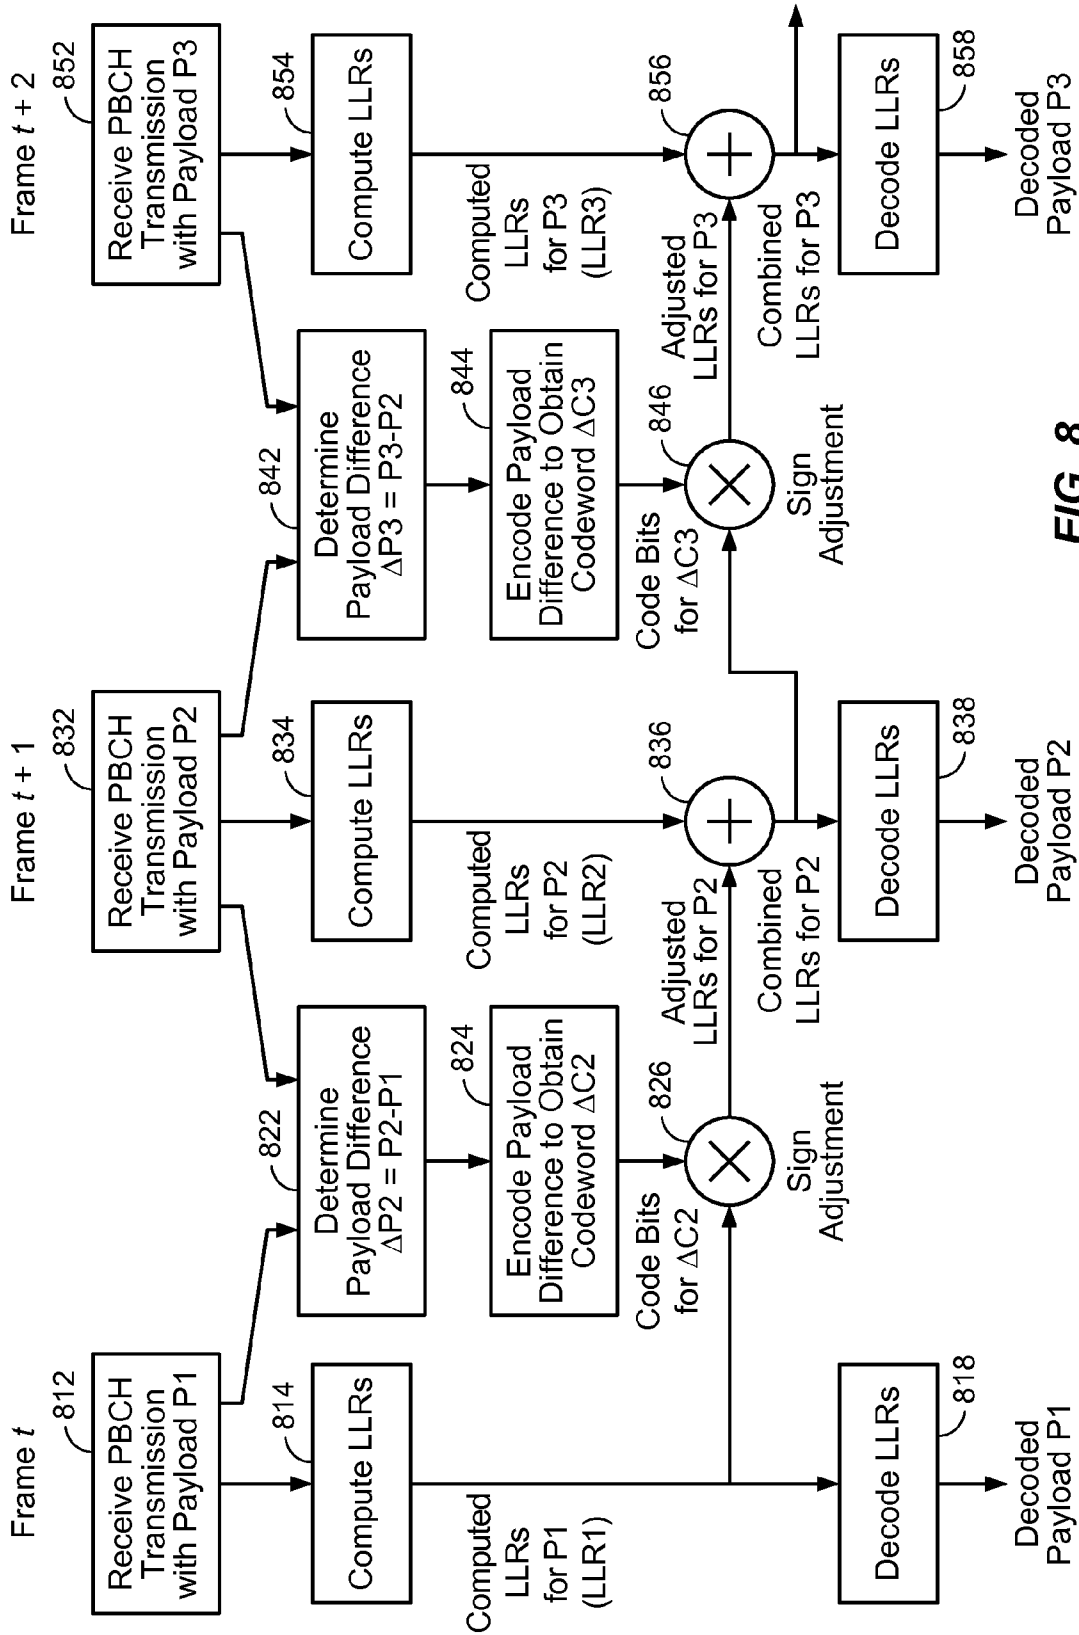 Frame t
812
Receive PBCH
Transmission
with Payload P1
814
Compute LLRs
Computed
LLRs
for P1
(LLR1)
818
Decode LLRs
Decoded
Payload P1
822
Determine
Payload Difference
ΔP2 = P2-P1
824
Encode Payload
Difference to Obtain
Codeword ΔC2
Code Bits
for ΔC2
826
Sign
Adjustment
Adjusted
LLRs for P2
Frame t + 1
832
Receive PBCH
Transmission
with Payload P2
834
Compute LLRs
Computed
LLRs
for P2
(LLR2)
836
Combined
LLRs for P2
838
Decode LLRs
Decoded
Payload P2
842
Determine
Payload Difference
ΔP3 = P3-P2
844
Encode Payload
Difference to Obtain
Codeword ΔC3
Code Bits
for ΔC3
846
Sign
Adjustment
Adjusted
LLRs for P3
Frame t + 2
852
Receive PBCH
Transmission
with Payload P3
854
Compute LLRs
Computed
LLRs
for P3
(LLR3)
856
Combined
LLRs for P3
858
Decode LLRs
Decoded
Payload P3
FIG. 8